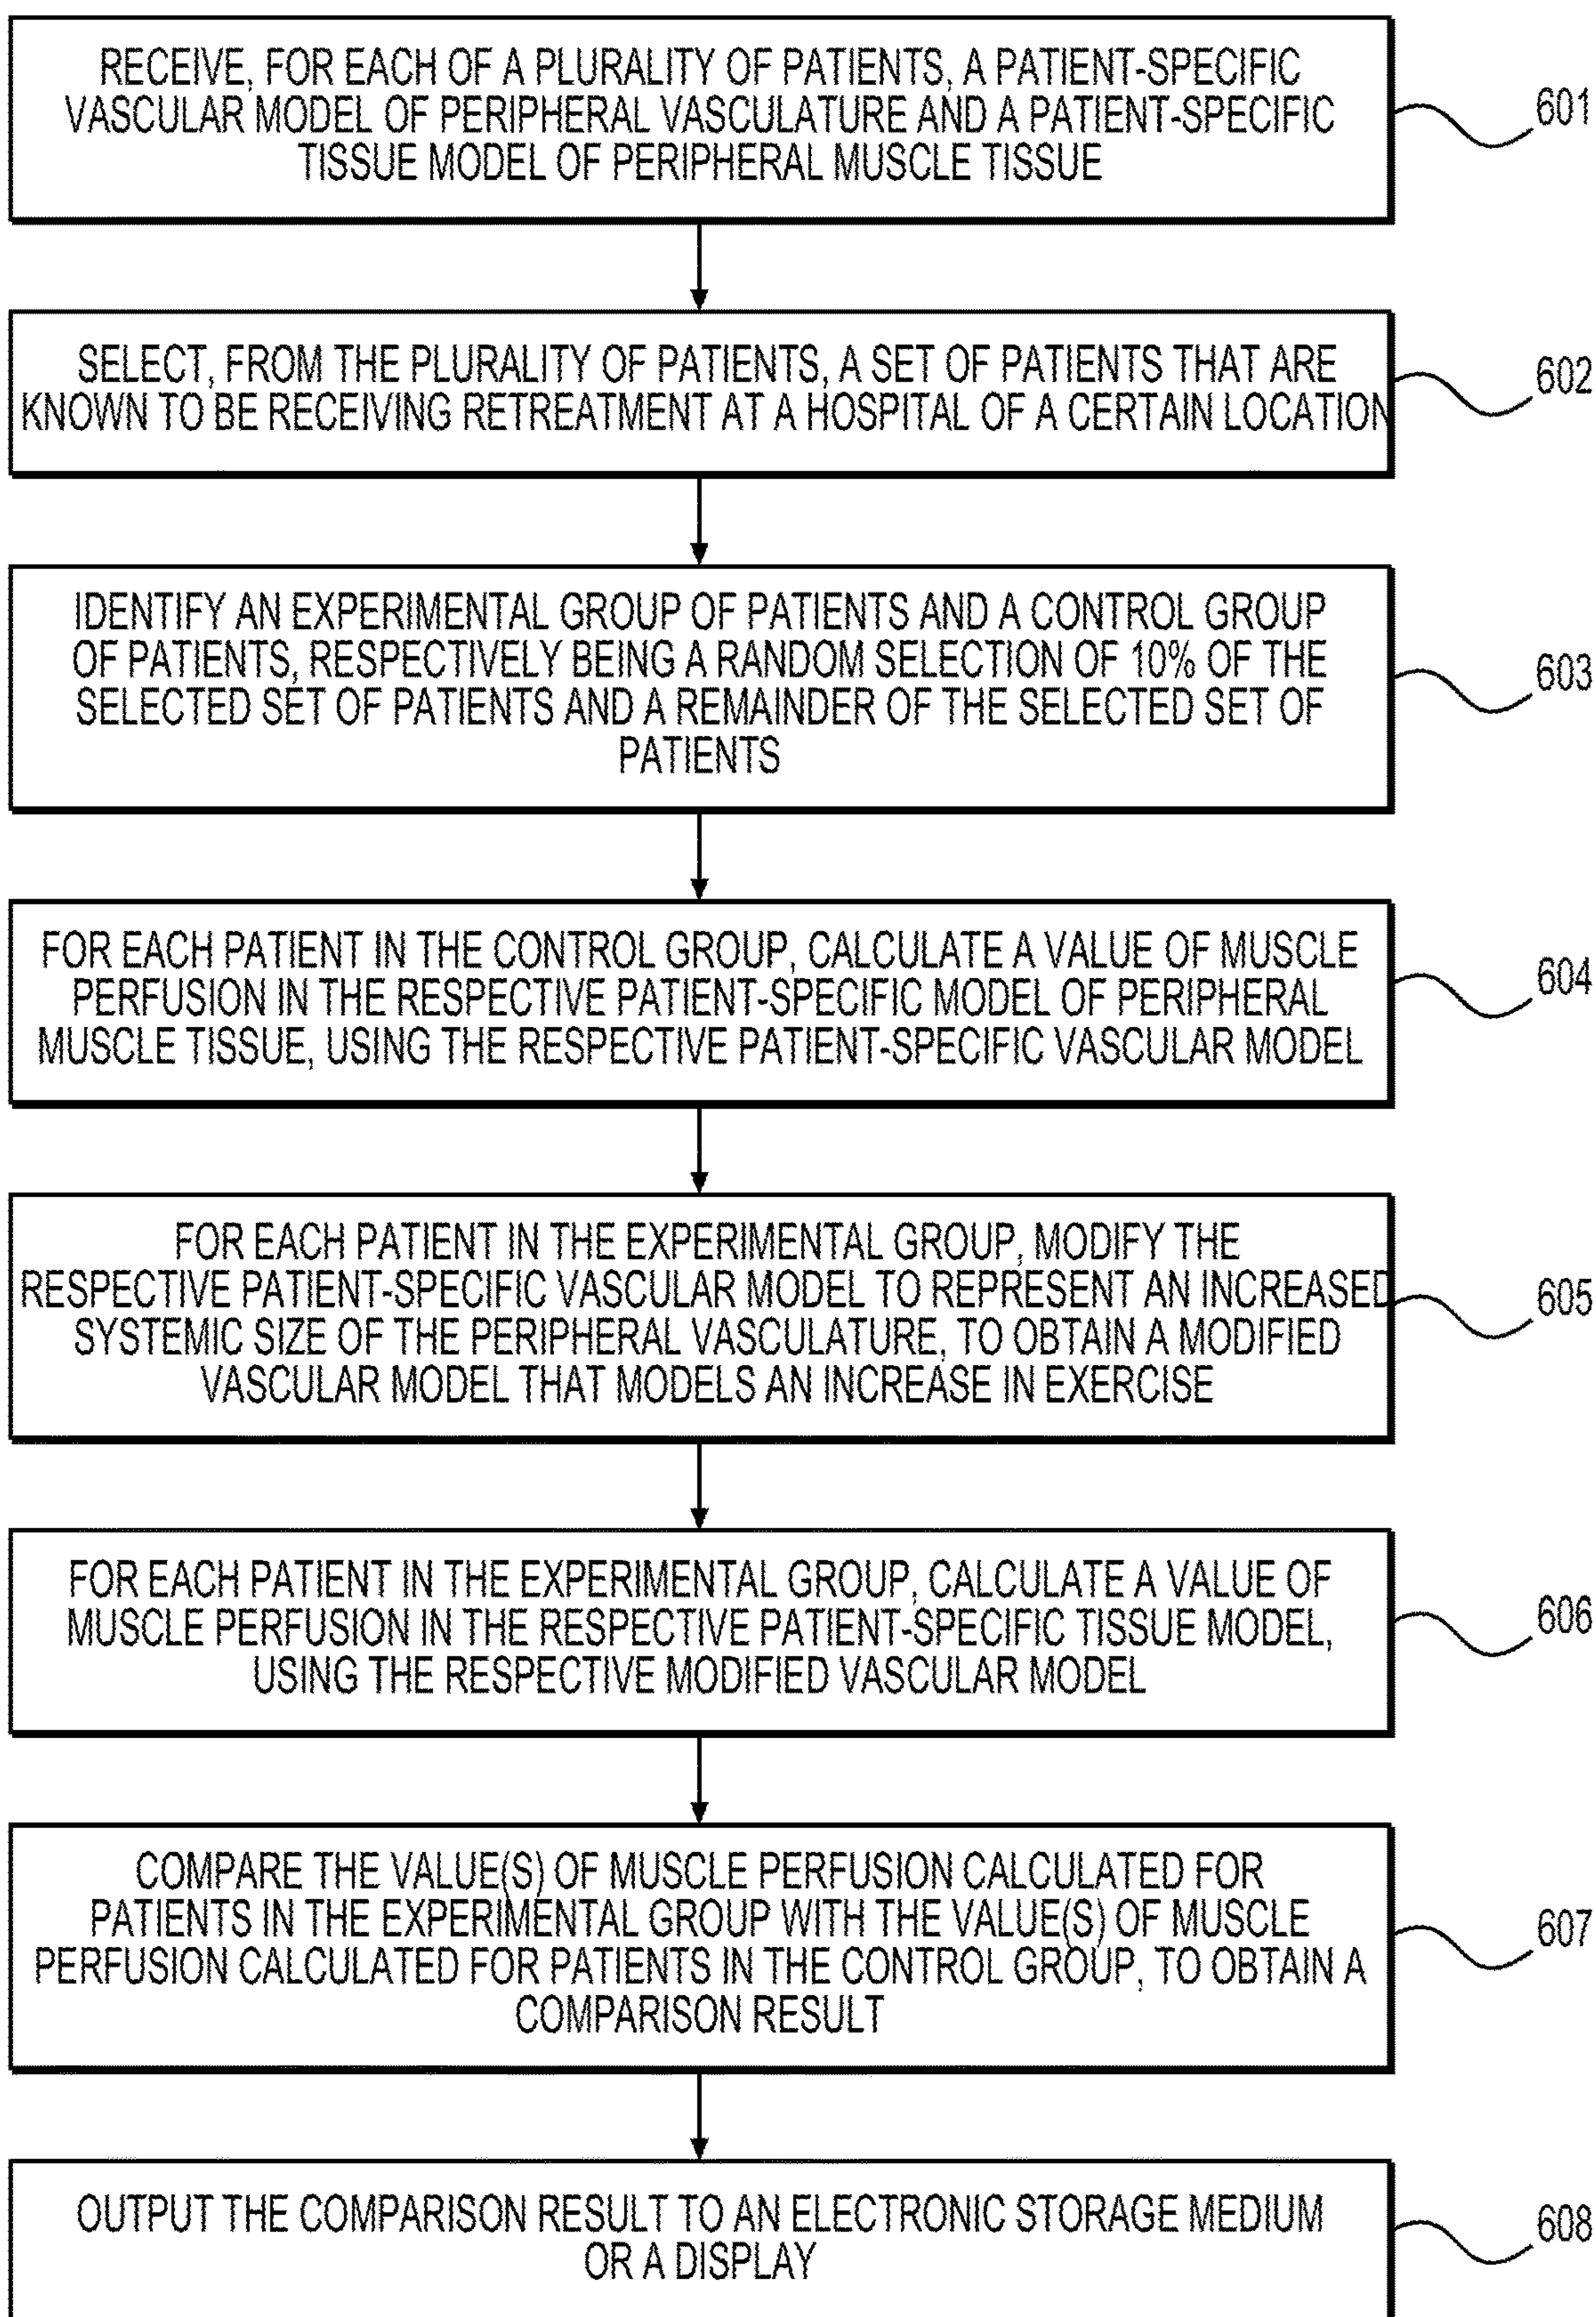 RECEIVE, FOR EACH OF A PLURALITY OF PATIENTS, A PATIENT-SPECIFIC
VASCULAR MODEL OF PERIPHERAL VASCULATURE AND A PATIENT-SPECIFIC
TISSUE MODEL OF PERIPHERAL MUSCLE TISSUE
601
SELECT, FROM THE PLURALITY OF PATIENTS, A SET OF PATIENTS THAT ARE
KNOWN TO BE RECEIVING RETREATMENT AT A HOSPITAL OF A CERTAIN LOCATION
602
IDENTIFY AN EXPERIMENTAL GROUP OF PATIENTS AND A CONTROL GROUP
OF PATIENTS, RESPECTIVELY BEING A RANDOM SELECTION OF 10% OF THE
SELECTED SET OF PATIENTS AND A REMAINDER OF THE SELECTED SET OF
PATIENTS
603
FOR EACH PATIENT IN THE CONTROL GROUP, CALCULATE A VALUE OF MUSCLE
PERFUSION IN THE RESPECTIVE PATIENT-SPECIFIC MODEL OF PERIPHERAL
MUSCLE TISSUE, USING THE RESPECTIVE PATIENT-SPECIFIC VASCULAR MODEL
604
FOR EACH PATIENT IN THE EXPERIMENTAL GROUP, MODIFY THE
RESPECTIVE PATIENT-SPECIFIC VASCULAR MODEL TO REPRESENT AN INCREASED
SYSTEMIC SIZE OF THE PERIPHERAL VASCULATURE, TO OBTAIN A MODIFIED
VASCULAR MODEL THAT MODELS AN INCREASE IN EXERCISE
605
FOR EACH PATIENT IN THE EXPERIMENTAL GROUP, CALCULATE A VALUE OF
MUSCLE PERFUSION IN THE RESPECTIVE PATIENT-SPECIFIC TISSUE MODEL,
USING THE RESPECTIVE MODIFIED VASCULAR MODEL
606
COMPARE THE VALUE(S) OF MUSCLE PERFUSION CALCULATED FOR
PATIENTS IN THE EXPERIMENTAL GROUP WITH THE VALUE(S) OF MUSCLE
PERFUSION CALCULATED FOR PATIENTS IN THE CONTROL GROUP, TO OBTAIN A
COMPARISON RESULT
607
OUTPUT THE COMPARISON RESULT TO AN ELECTRONIC STORAGE MEDIUM
OR A DISPLAY
608